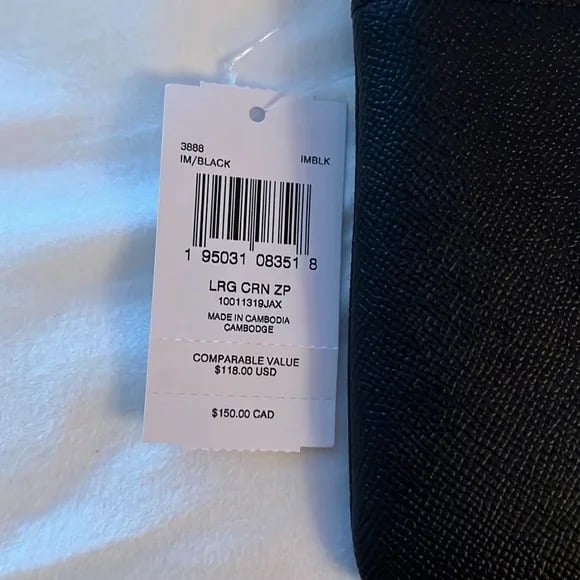 3888
IM/BLACK IMBLK
1 95031 08351 8
LRG CRN ZP
10011319JAX
MADE IN CAMBODIA
CAMBODGE
COMPARABLE VALUE
$118.00 USD
$150.00 CAD